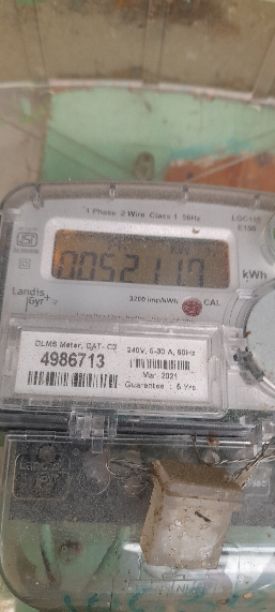 1 Phase 2 Wire Class 1 50Hz
0052117
kWh
Landis
Gyr+
3200 imp/kWh
CAL
DLMS Meter, CAT- C2
4986713
240V, 5-30 A, 50Hz
Mar. 2021
Guarantee : 5 Yrs.